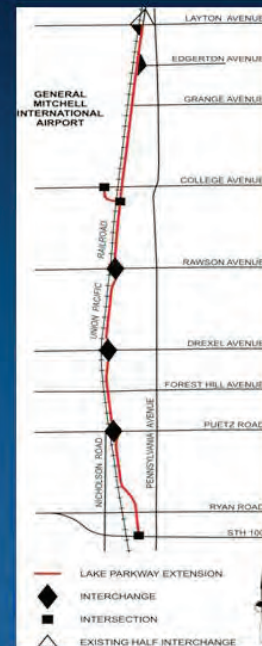 LAYTON AVENUE
EDGERTON AVENUE
GENERAL
MITCHELL
INTERNATIONAL
AIRPORT
GRANGE AVENUE
COLLEGE AVENUE
RAILROAD
RAWSON AVENUE
UNION PACIFIC
DREXEL AVENUE
FOREST HILL AVENUE
PUETZ ROAD
NICHOLSON ROAD
PENNSYLVANIA AVENUE
RYAN ROAD
STH 100
LAKE PARKWAY EXTENSION
INTERCHANGE
INTERSECTION
EXISTING HALF INTERCHANGE